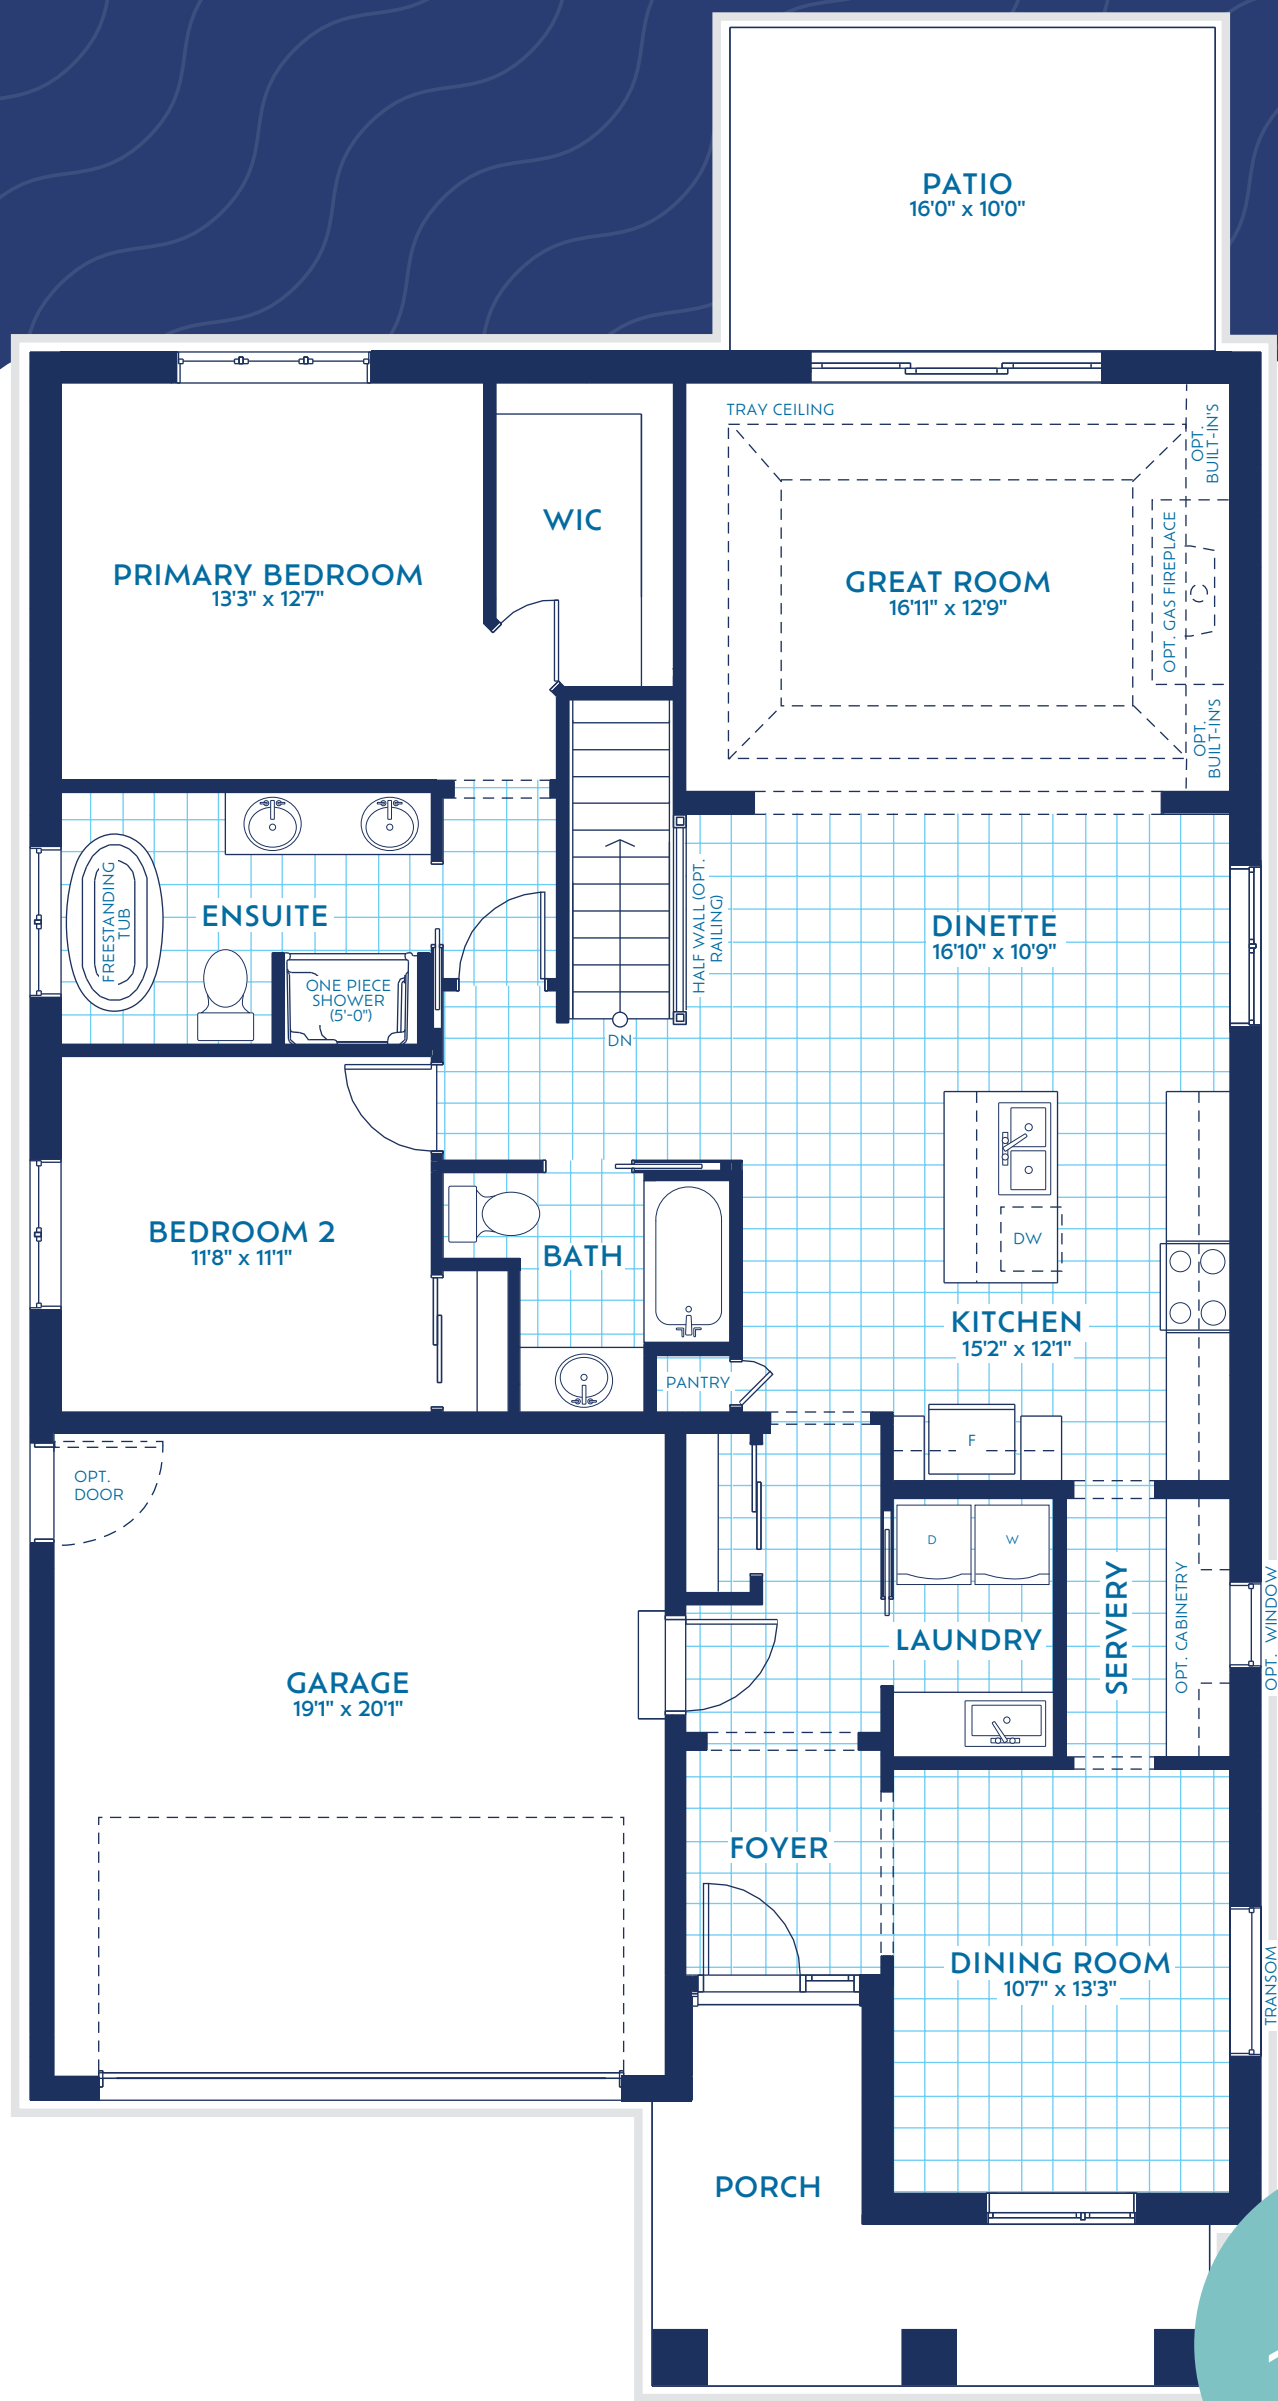 PATIO
16'0" x 10'0"
TRAY CEILING
OPT.
BUILT-IN'S
WIC
OPT. GAS FIREPLACE
PRIMARY BEDROOM
13'3" x 12'7"
GREAT ROOM
16'11" x 12'9"
OPT.
BUILT-IN'S
FREESTANDING
TUB
ENSUITE
HALF WALL (OPT.
RAILING)
DINETTE
16'10" x 10'9"
ONE PIECE
SHOWER
(5'-0")
DN
BEDROOM 2
11'8" x 11'1"
BATH
DW
KITCHEN
15'2" x 12'1"
PANTRY
F
OPT.
DOOR
D
W
SERVERY
OPT. CABINETRY
OPT. WINDOW
LAUNDRY
GARAGE
19'1" x 20'1"
FOYER
DINING ROOM
10'7" x 13'3"
TRANSOM
PORCH